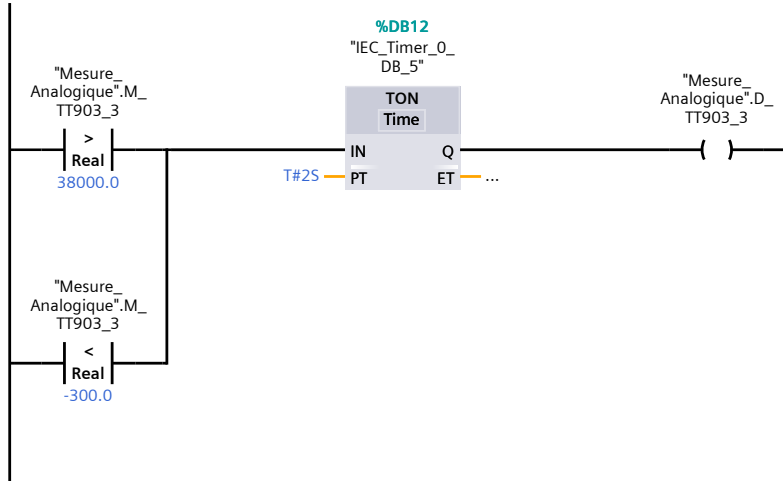 %DB12
"IEC_Timer_0_
DB_5"
"Mesure_
Analogique".M_
TT903_3
>
Real
38000.0
TON
Time
IN
Q
T#2S
PT
ET
...
"Mesure_
Analogique".D_
TT903_3
( )
"Mesure_
Analogique".M_
TT903_3
<
Real
-300.0